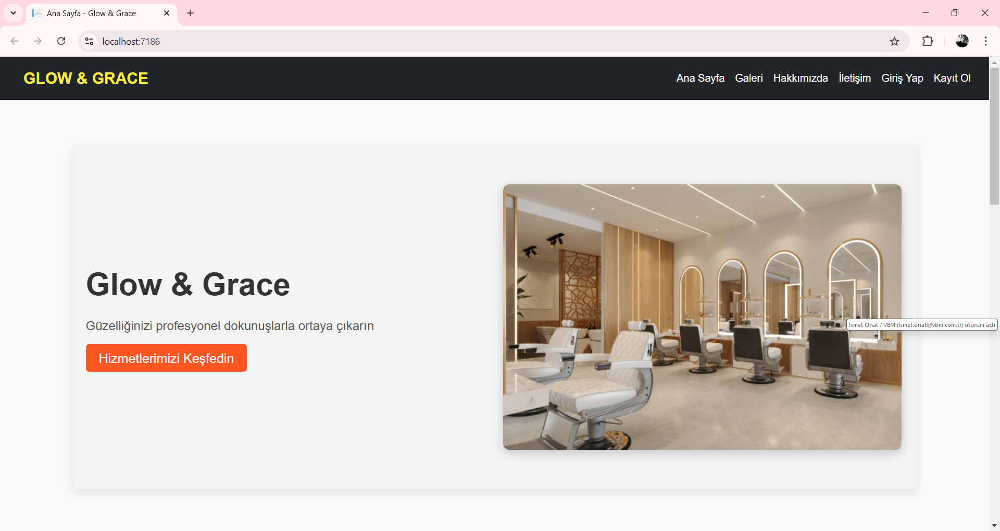 Ana Sayfa - Glow & Grace
localhost:7186
GLOW & GRACE
Ana Sayfa Galeri Hakkımızda İletişim Giriş Yap Kayıt Ol
Glow & Grace
Güzelliğinizi profesyonel dokunuşlarla ortaya çıkarın
Hizmetlerimizi Keşfedin
İsmet Onat / VBM (ismet.onat@vbm.com.tr) oturum açtı